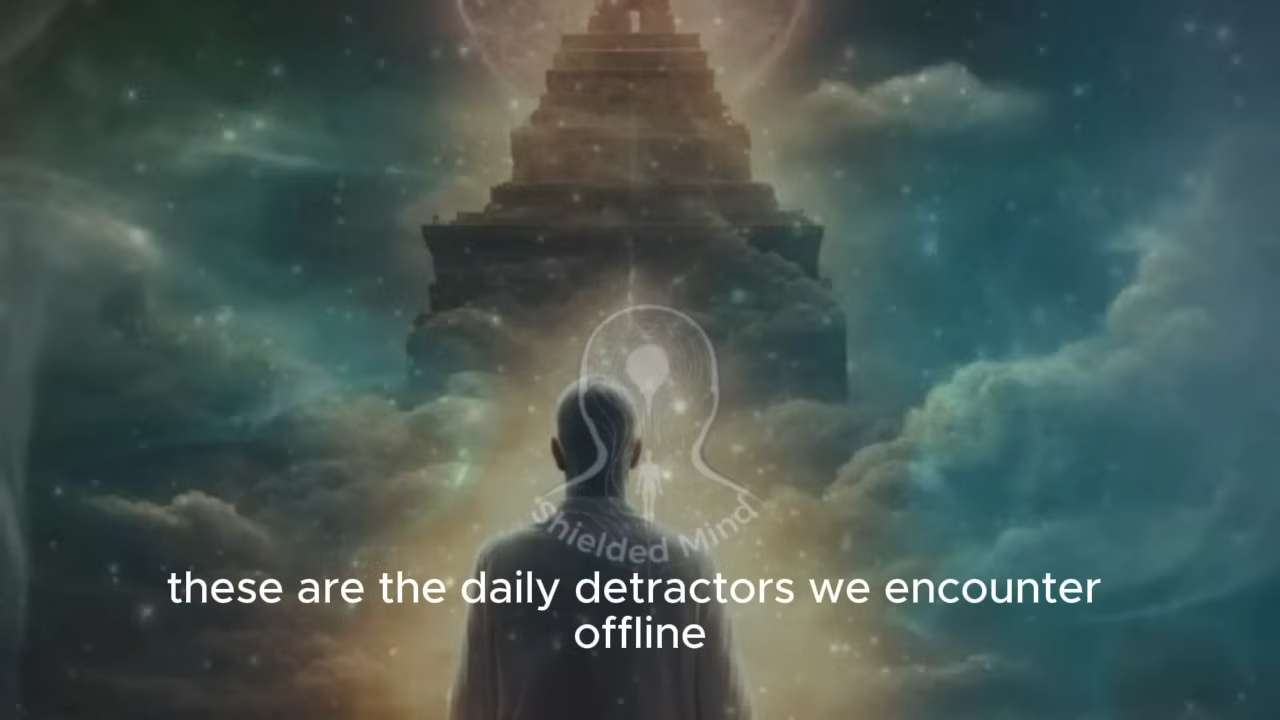 Shielded Mind
these are the daily detractors we encounter
offline